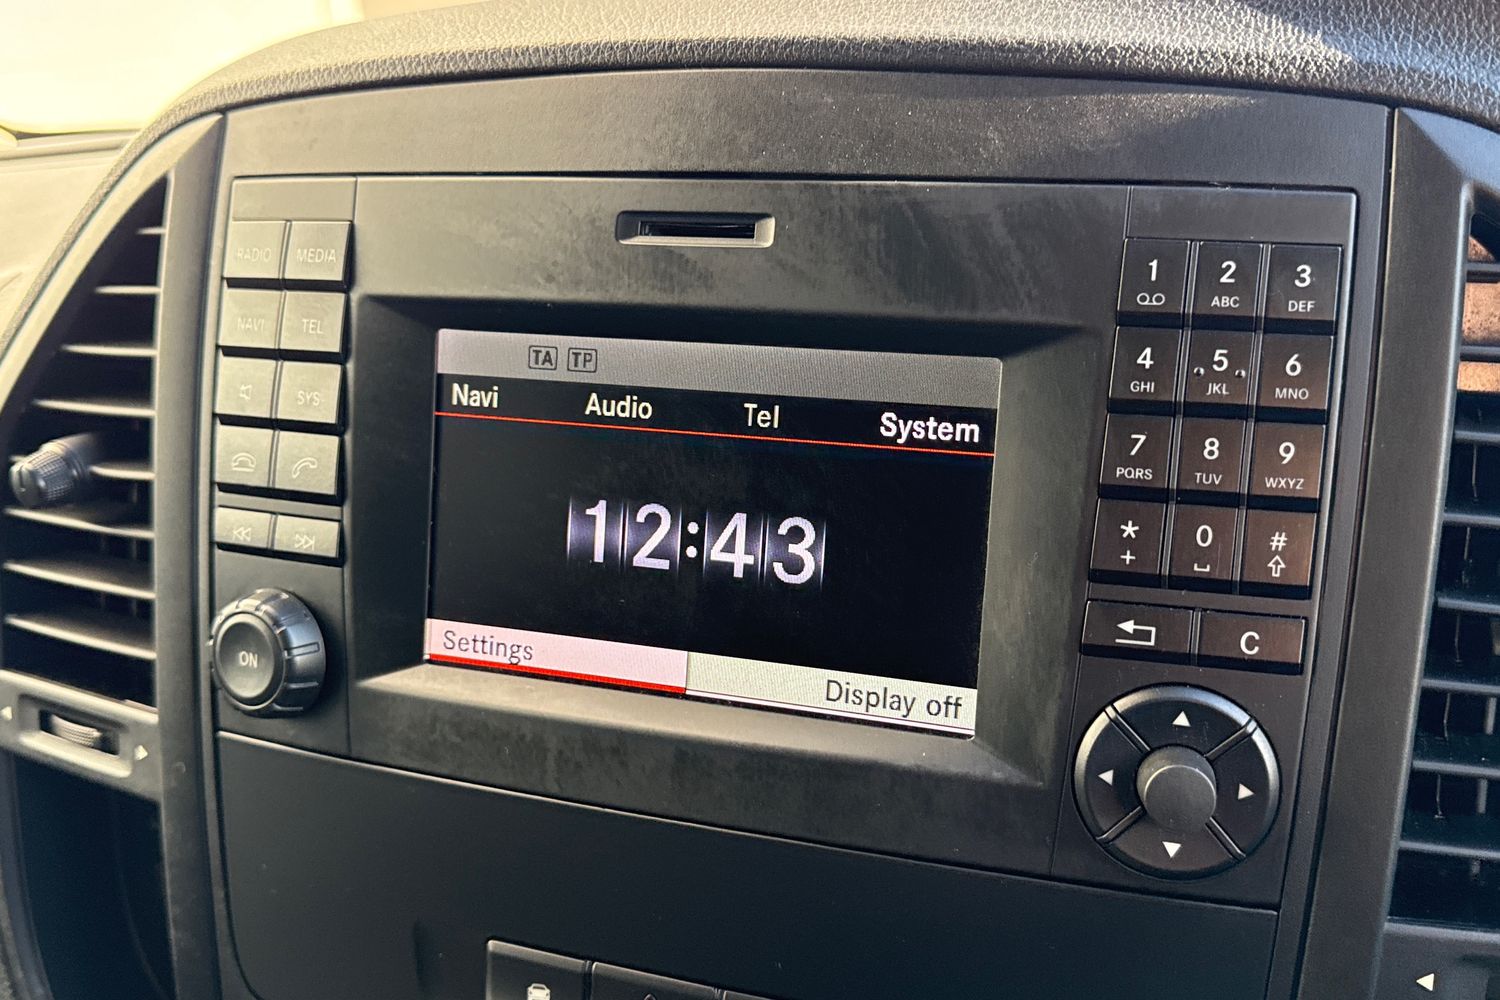 RADIO MEDIA
NAVI TEL
SYS
ON
TA TP
Navi Audio Tel System
12:43
Settings
Display off
1 2 3
ABC DEF
4 5 6
GHI JKL MNO
7 8 9
PQRS TUV WXYZ
* 0 #
+
C